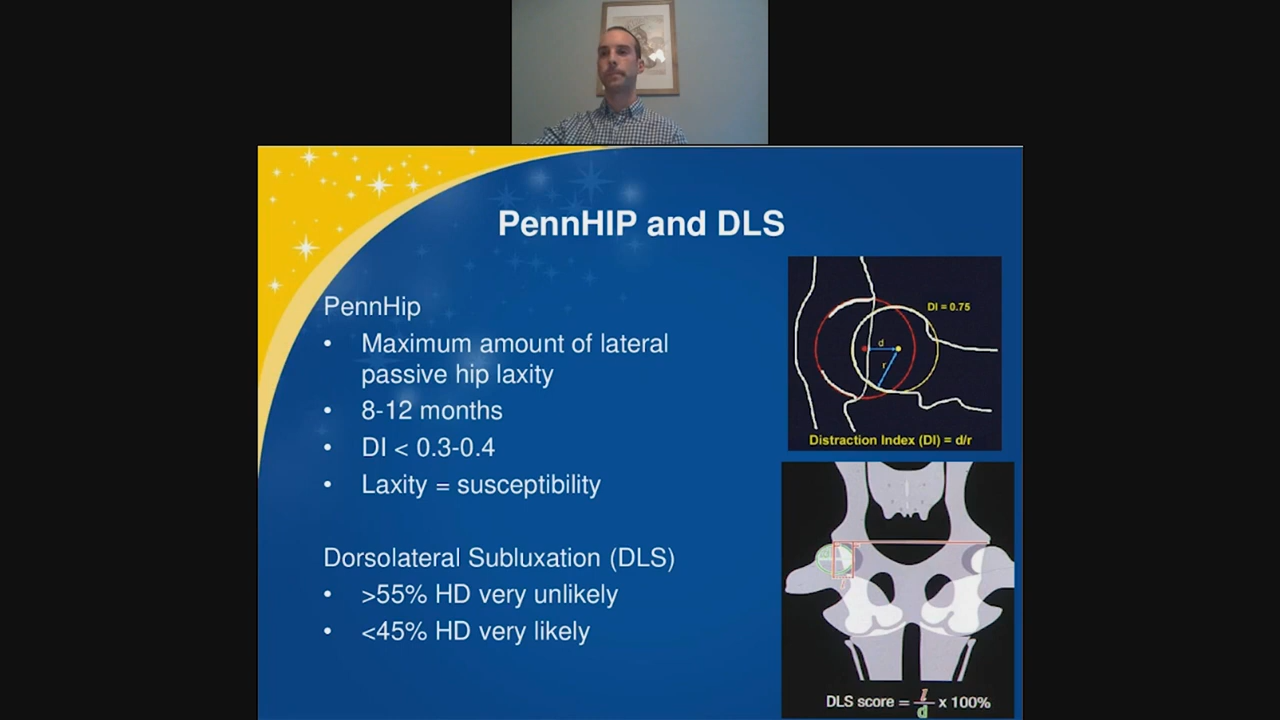 PennHIP and DLS
PennHip
• Maximum amount of lateral
passive hip laxity
• 8-12 months
• DI < 0.3-0.4
• Laxity = susceptibility
Dorsolateral Subluxation (DLS)
• >55% HD very unlikely
• <45% HD very likely
DI = 0.75
d
r
Distraction Index (DI) = d/r
DLS score = l/d x 100%